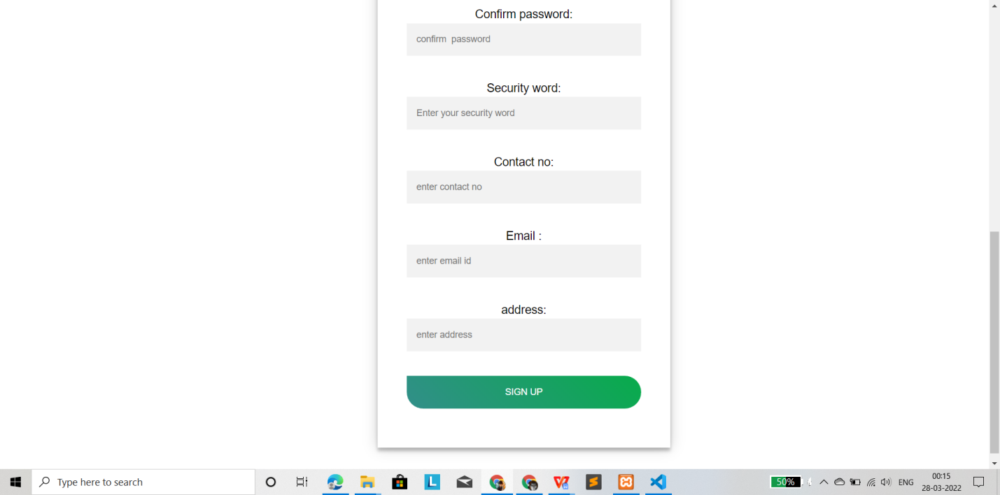 Confirm password:
confirm  password
Security word:
Enter your security word
Contact no:
enter contact no
Email :
enter email id
address:
enter address
SIGN UP
Type here to search
50%
ENG
00:15
28-03-2022